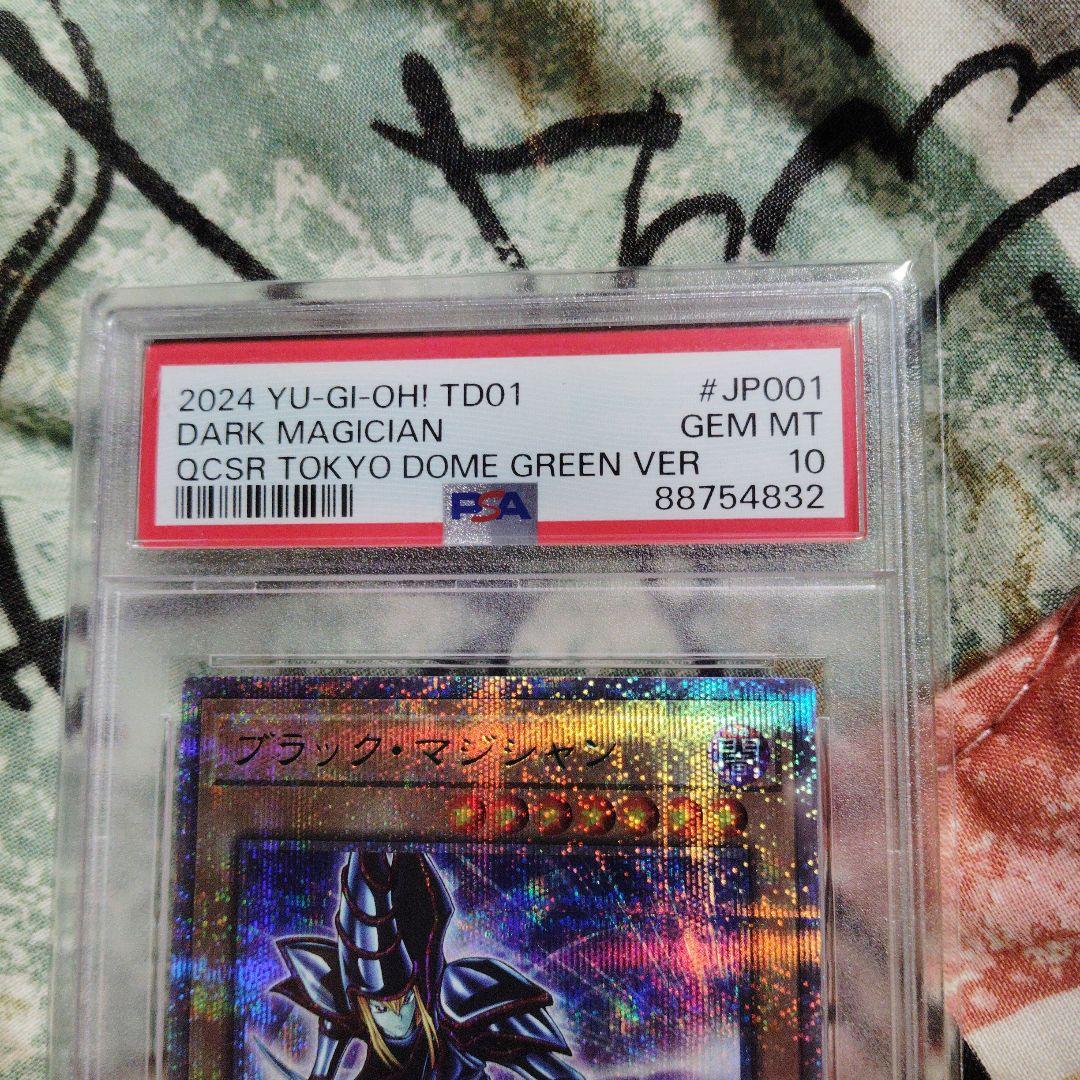 2024 YU-GI-OH! TD01 #JP001
DARK MAGICIAN GEM MT
QCSR TOKYO DOME GREEN VER 10
PSA 88754832
ブラック・マジシャン 闇